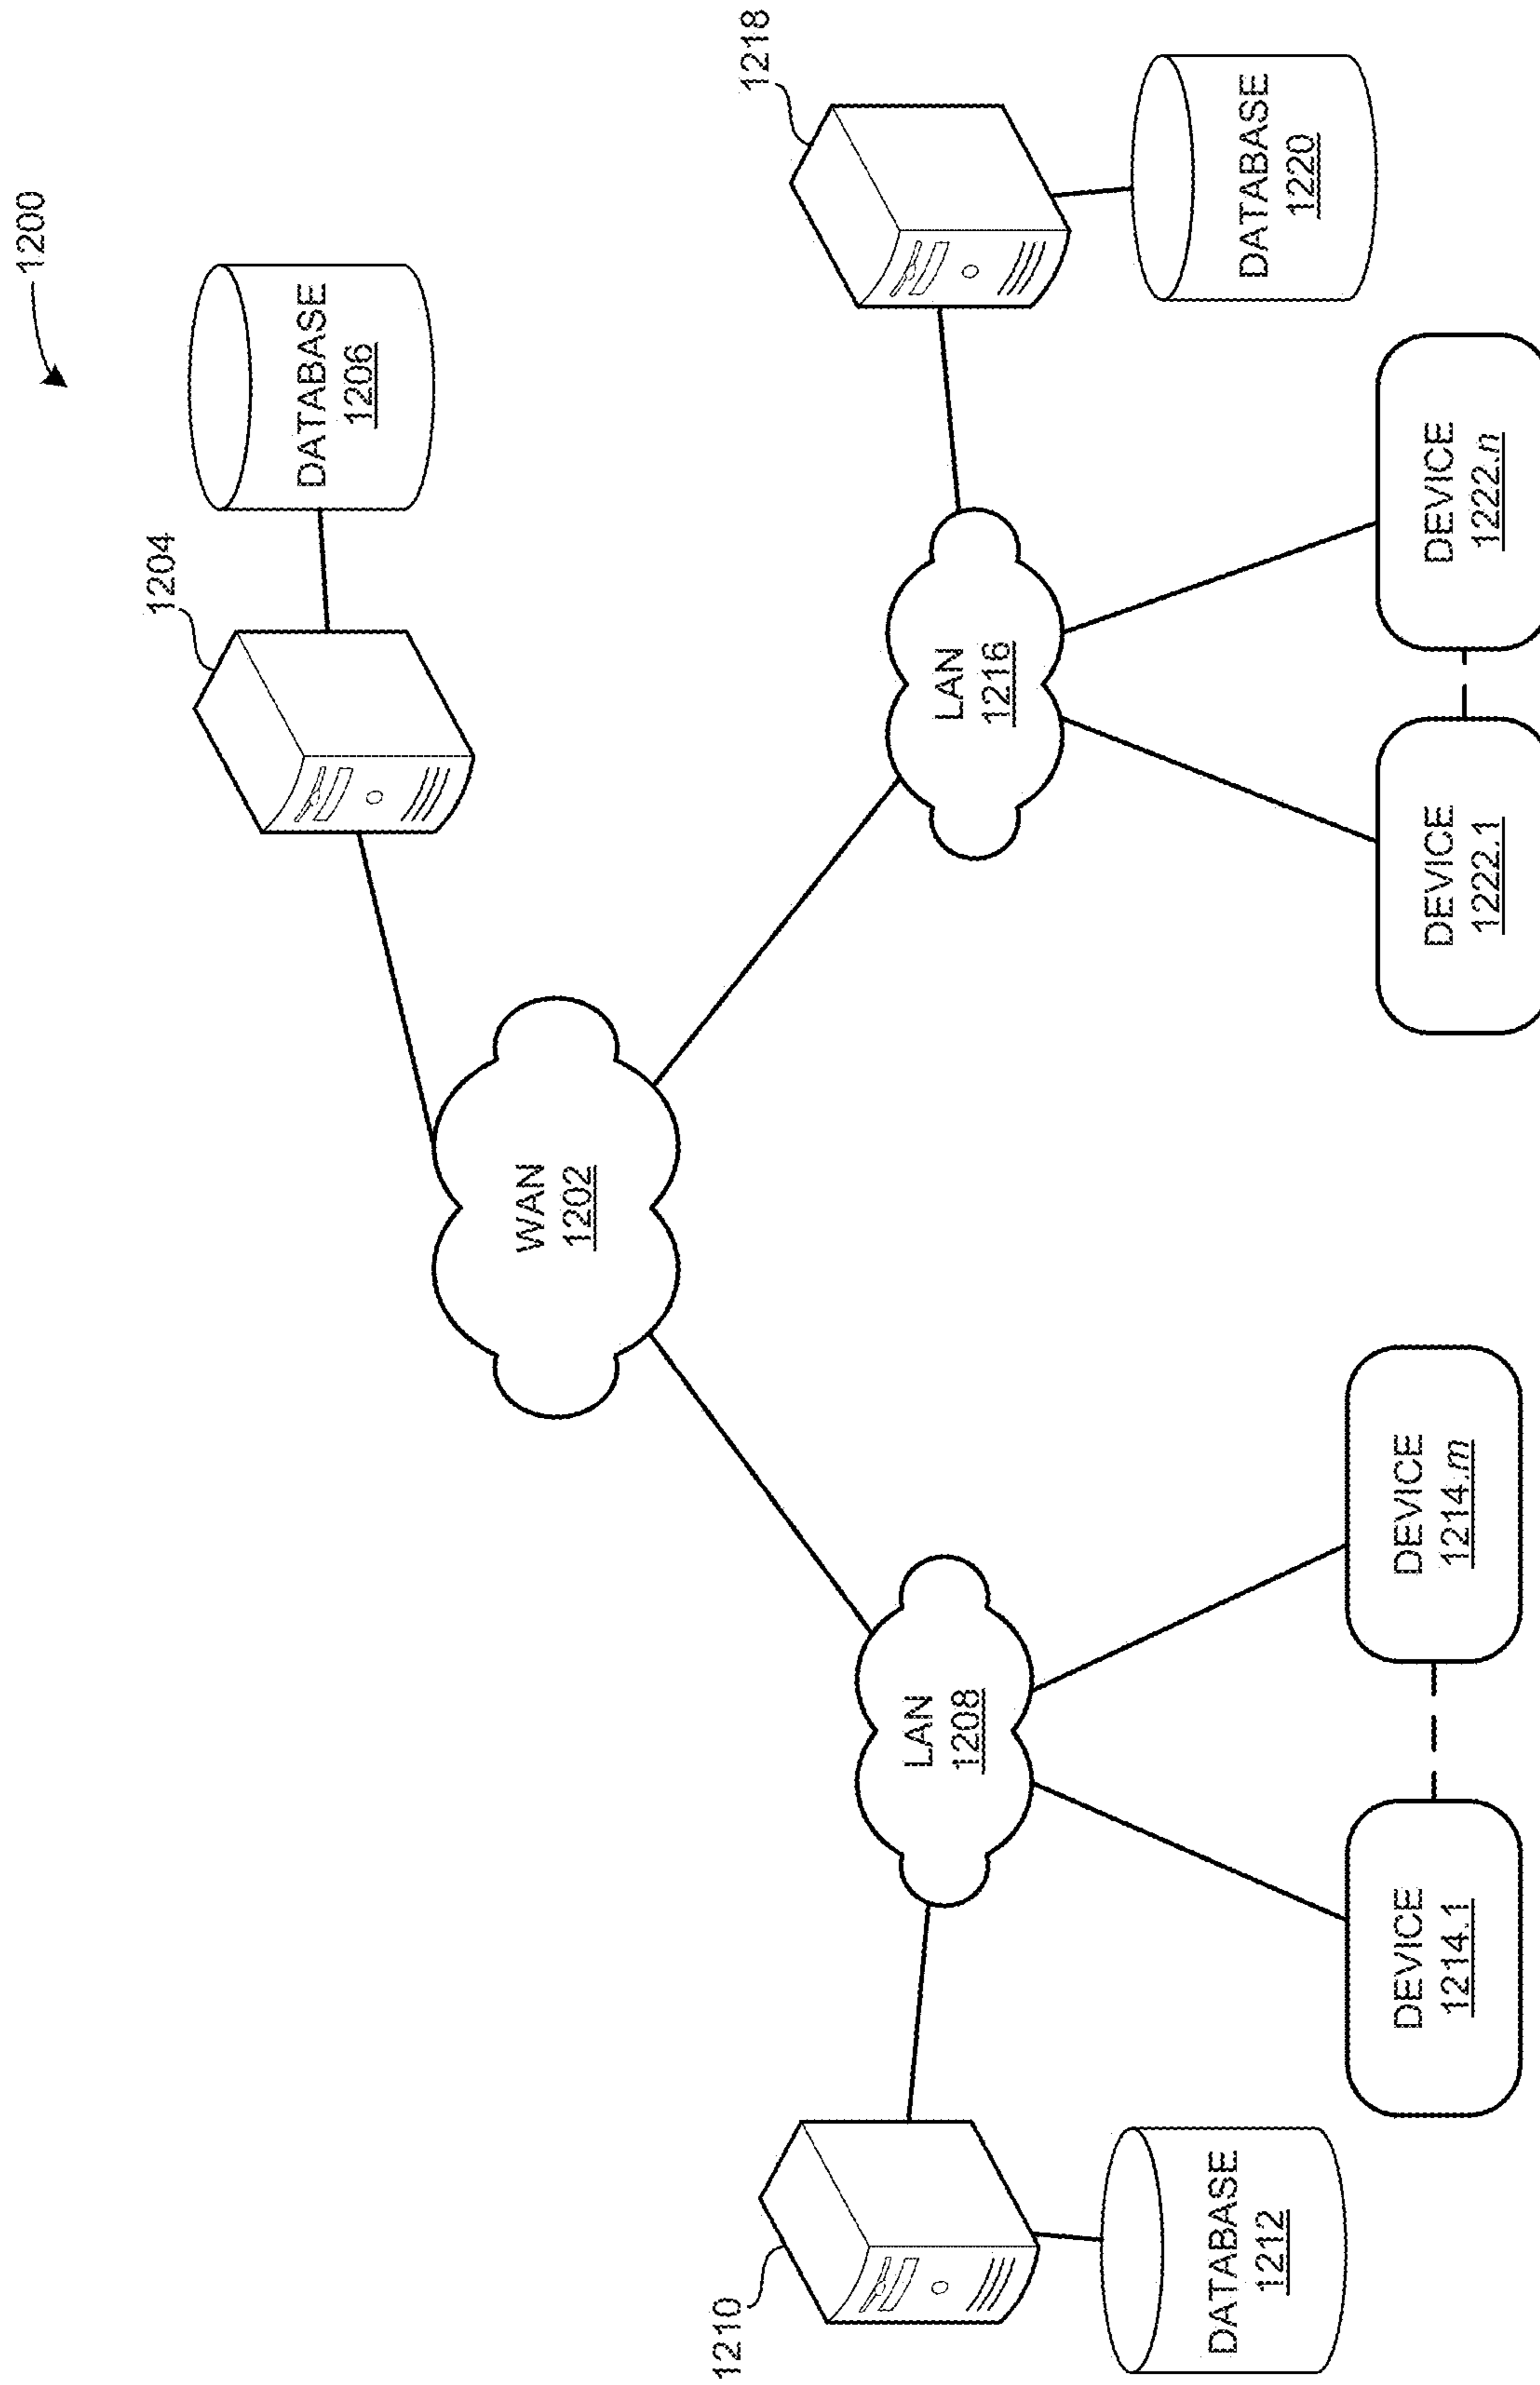 1200
1204
DATABASE
1206
WAN
1202
1210
LAN
1208
LAN
1216
1218
DATABASE
1212
DATABASE
1220
DEVICE
1214.1
DEVICE
1214.m
DEVICE
1222.1
DEVICE
1222.n